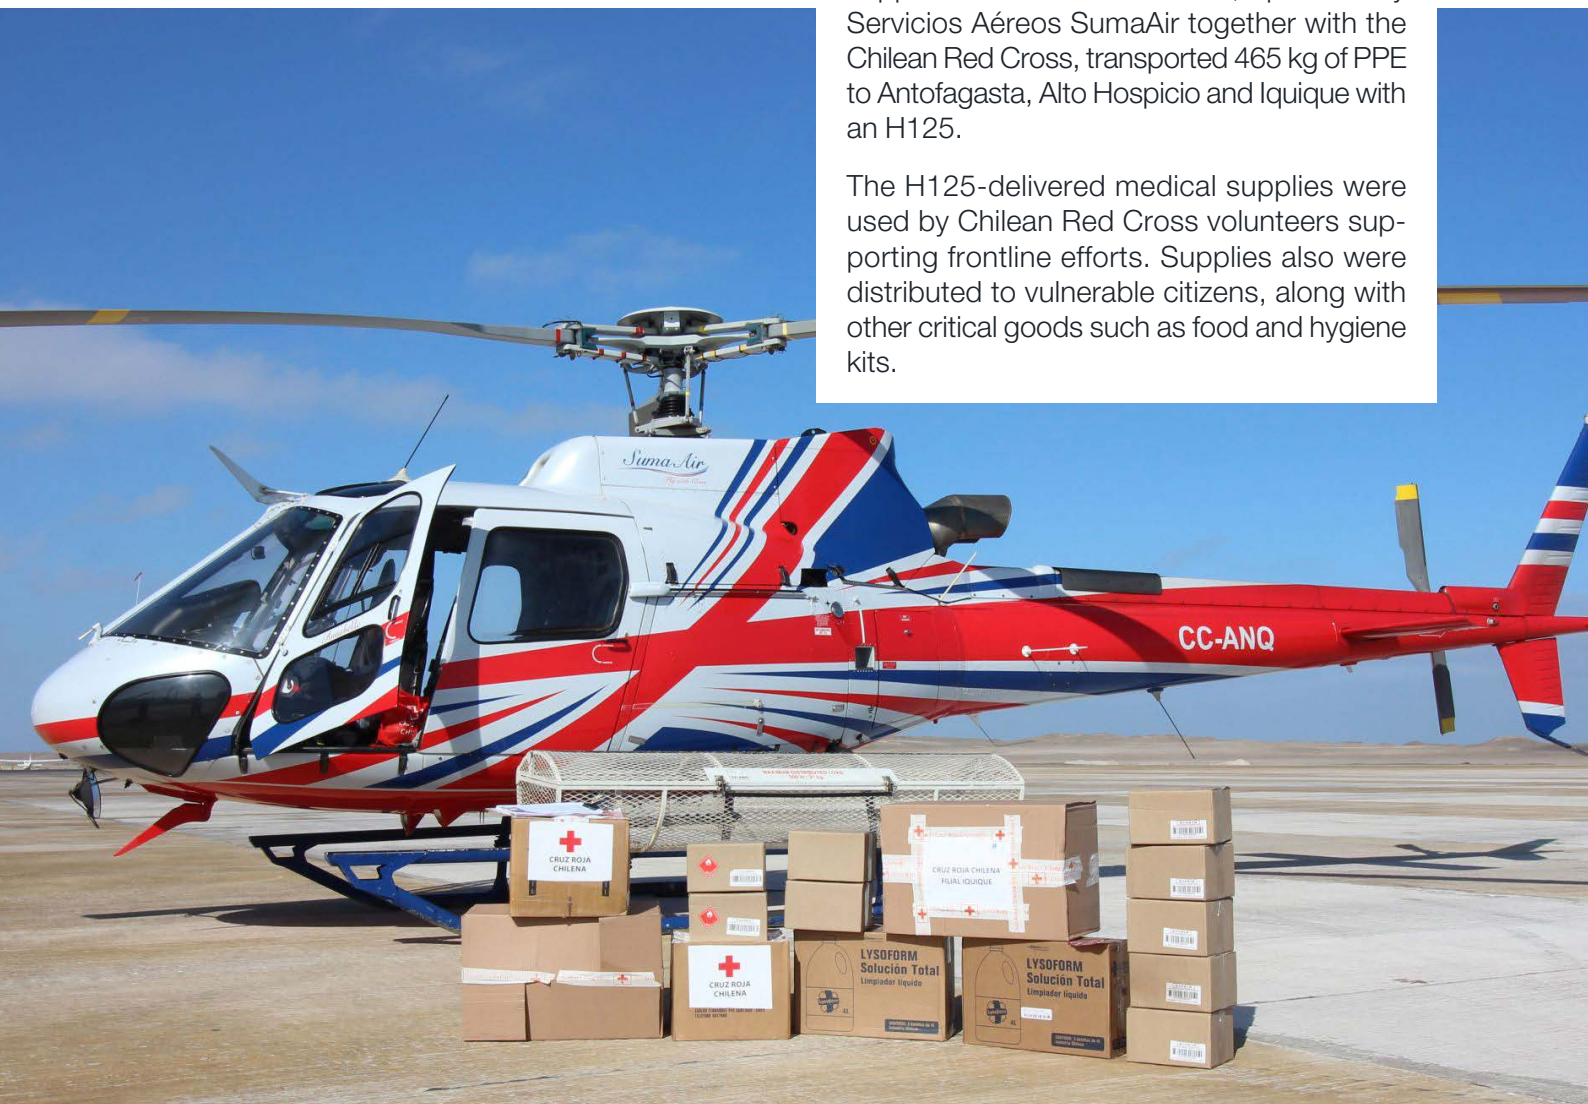 Servicios Aéreos SumaAir together with the
Chilean Red Cross, transported 465 kg of PPE
to Antofagasta, Alto Hospicio and Iquique with
an H125.
The H125-delivered medical supplies were
used by Chilean Red Cross volunteers sup-
porting frontline efforts. Supplies also were
distributed to vulnerable citizens, along with
other critical goods such as food and hygiene
kits.
Suma Air
CC-ANQ
CRUZ ROJA
CHILENA
CRUZ ROJA CHILENA
FILIAL IQUIQUE
CRUZ ROJA
CHILENA
LYSOFORM
Solución Total
Limpiador líquido
4L
LYSOFORM
Solución Total
Limpiador líquido
4L